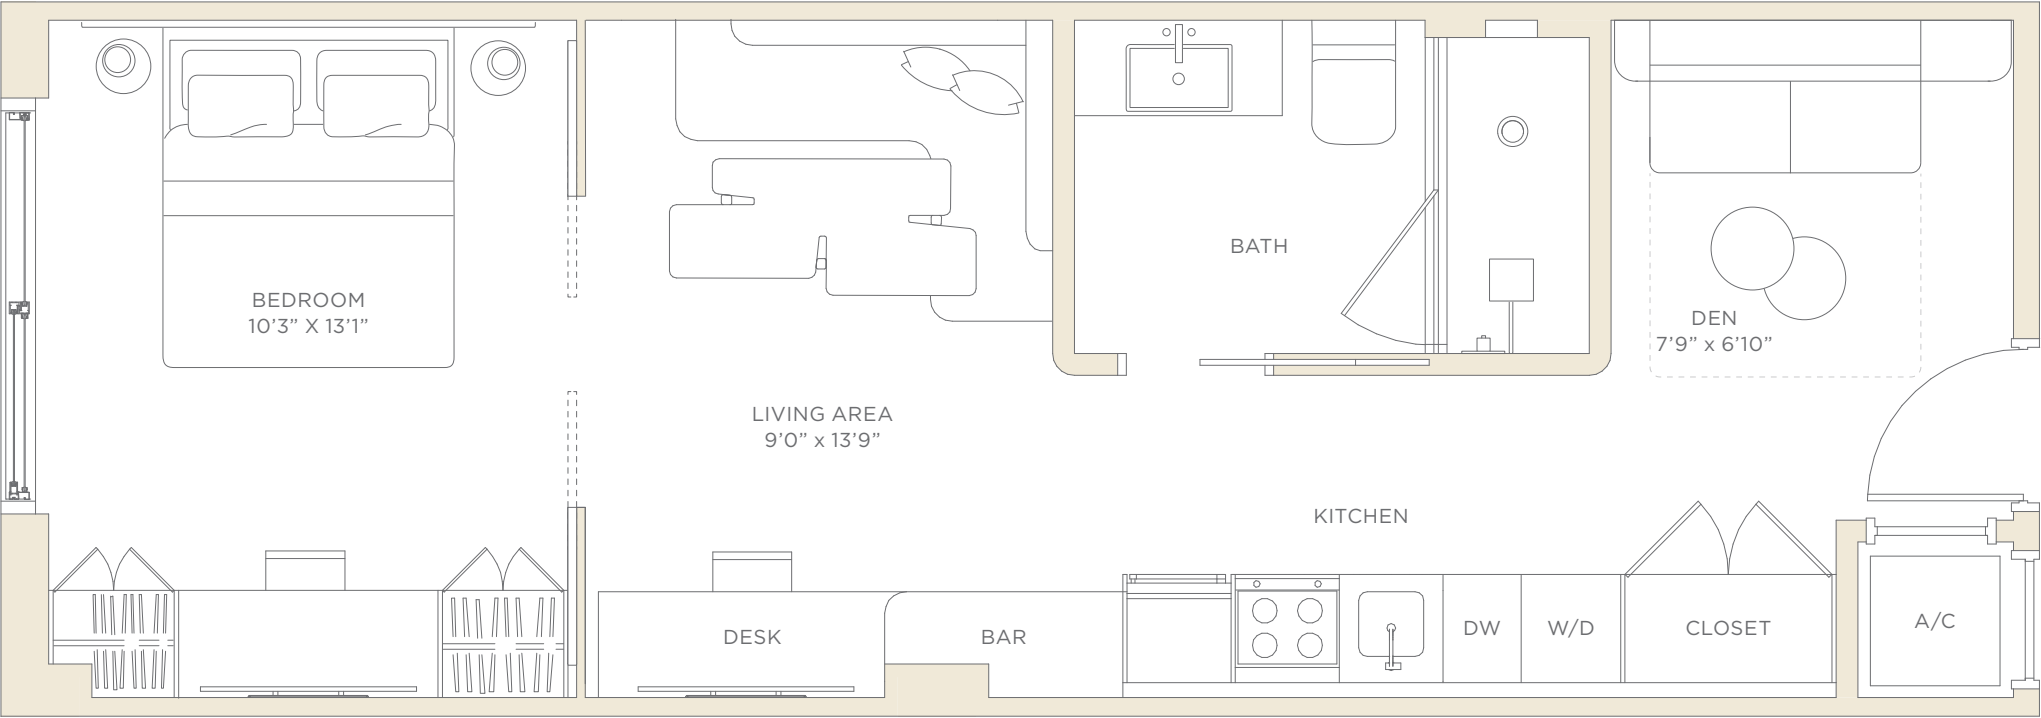 BEDROOM
10’3” X 13’1”
LIVING AREA
9’0” x 13’9”
BATH
DEN
7’9” x 6’10”
KITCHEN
DESK
BAR
DW
W/D
CLOSET
A/C